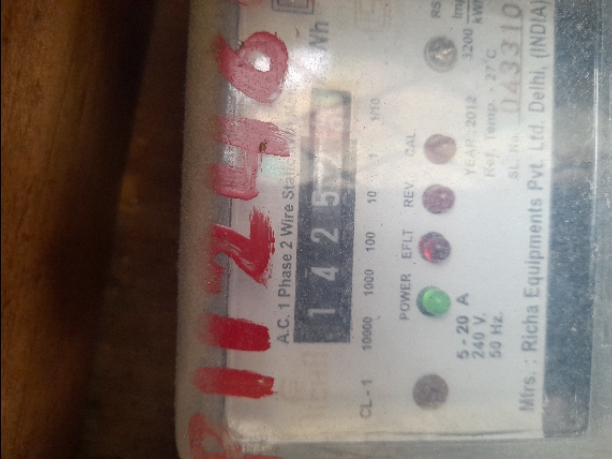 A.C. 1 Phase 2 Wire
Wh
1 4 2 5
10000 1000 100 10 1 1/10
CL - 1
POWER EFLT REV. CAL.
5 - 20 A
240 V.
50 Hz.
3200
YEAR 2012
Ref. Temp. - 27°C
SL. No. 043310
Mfrs. : Richa Equipments Pvt. Ltd. Delhi, (INDIA)